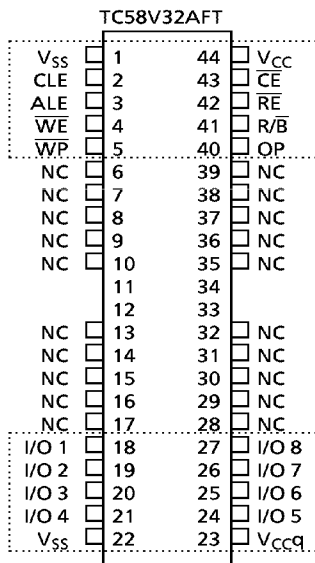 TC58V32AFT
VSS 1 44 VCC
CLE 2 43 C̅E̅
ALE 3 42 R̅E̅
W̅E̅ 4 41 R/B̅
W̅P̅ 5 40 OP
NC 6 39 NC
NC 7 38 NC
NC 8 37 NC
NC 9 36 NC
NC 10 35 NC
11 34
12 33
NC 13 32 NC
NC 14 31 NC
NC 15 30 NC
NC 16 29 NC
NC 17 28 NC
I/O 1 18 27 I/O 8
I/O 2 19 26 I/O 7
I/O 3 20 25 I/O 6
I/O 4 21 24 I/O 5
VSS 22 23 VCCq